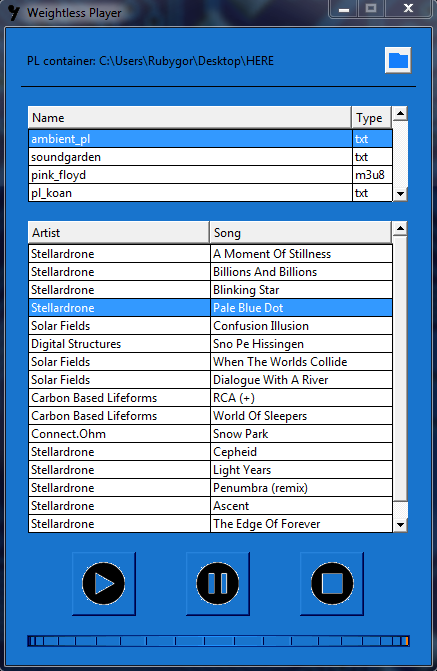 Weightless Player
PL container: C:\Users\Rubygor\Desktop\HERE
Name Type
ambient_pl txt
soundgarden txt
pink_floyd m3u8
pl_koan txt
Artist Song
Stellardrone A Moment Of Stillness
Stellardrone Billions And Billions
Stellardrone Blinking Star
Stellardrone Pale Blue Dot
Solar Fields Confusion Illusion
Digital Structures Sno Pe Hissingen
Solar Fields When The Worlds Collide
Solar Fields Dialogue With A River
Carbon Based Lifeforms RCA (+)
Carbon Based Lifeforms World Of Sleepers
Connect.Ohm Snow Park
Stellardrone Cepheid
Stellardrone Light Years
Stellardrone Penumbra (remix)
Stellardrone Ascent
Stellardrone The Edge Of Forever